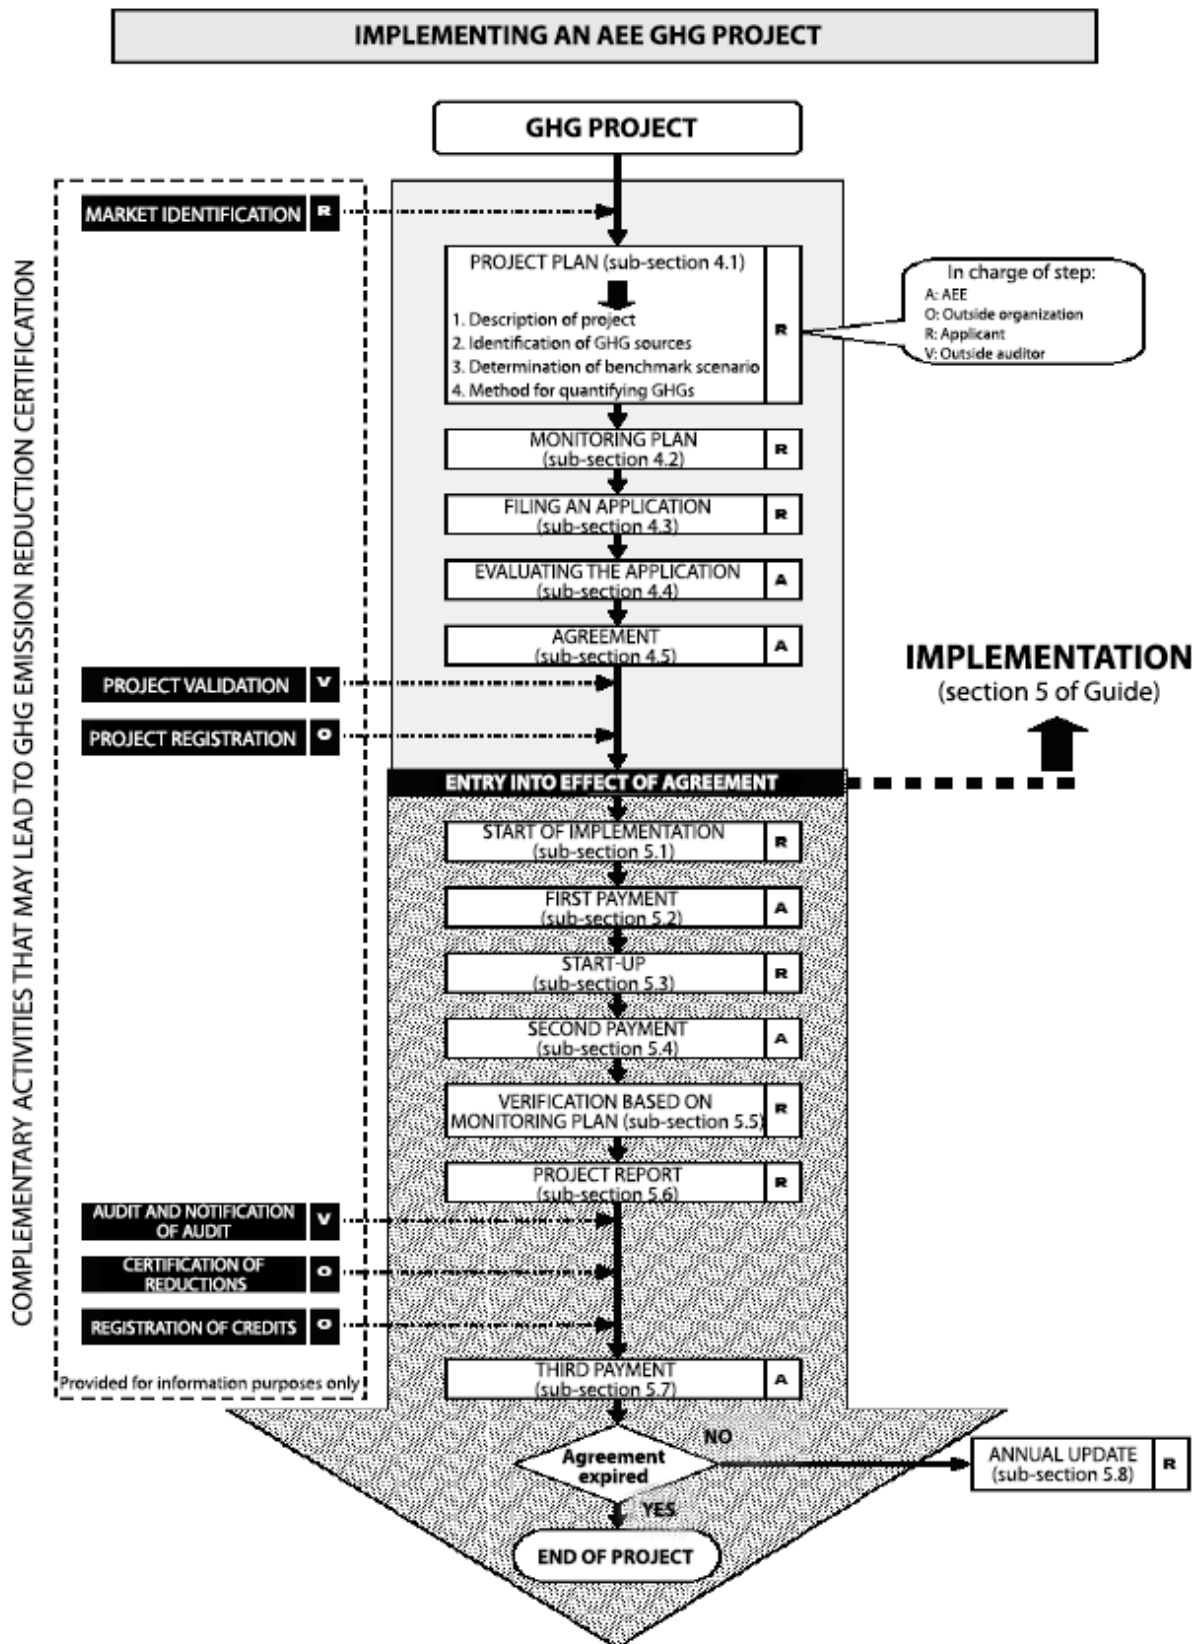 IMPLEMENTING AN AEE GHG PROJECT
GHG PROJECT
COMPLEMENTARY ACTIVITIES THAT MAY LEAD TO GHG EMISSION REDUCTION CERTIFICATION
MARKET IDENTIFICATION R
PROJECT PLAN (sub-section 4.1)
1. Description of project
2. Identification of GHG sources
3. Determination of benchmark scenario
4. Method for quantifying GHGs
R
In charge of step:
A: AEE
O: Outside organization
R: Applicant
V: Outside auditor
MONITORING PLAN
(sub-section 4.2)
R
FILING AN APPLICATION
(sub-section 4.3)
R
EVALUATING THE APPLICATION
(sub-section 4.4)
A
AGREEMENT
(sub-section 4.5)
A
PROJECT VALIDATION V
PROJECT REGISTRATION O
IMPLEMENTATION
(section 5 of Guide)
ENTRY INTO EFFECT OF AGREEMENT
START OF IMPLEMENTATION
(sub-section 5.1)
R
FIRST PAYMENT
(sub-section 5.2)
A
START-UP
(sub-section 5.3)
R
SECOND PAYMENT
(sub-section 5.4)
A
VERIFICATION BASED ON
MONITORING PLAN (sub-section 5.5)
R
PROJECT REPORT
(sub-section 5.6)
R
AUDIT AND NOTIFICATION
OF AUDIT
V
CERTIFICATION OF
REDUCTIONS
O
REGISTRATION OF CREDITS O
Provided for information purposes only
THIRD PAYMENT
(sub-section 5.7)
A
Agreement
expired
NO
ANNUAL UPDATE
(sub-section 5.8)
R
YES
END OF PROJECT